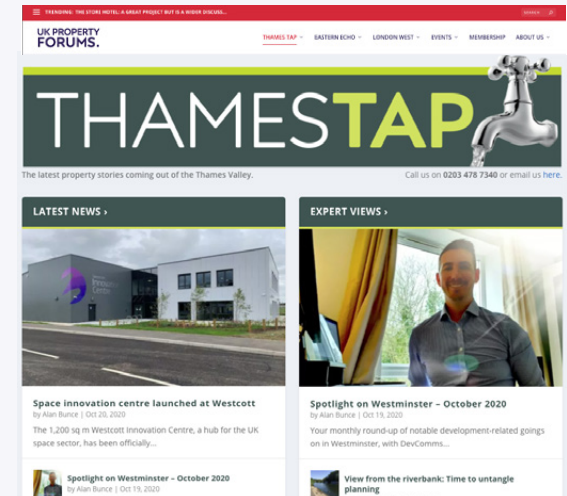 TRENDING: THE STORE HOTEL: A GREAT PROJECT BUT IS A WIDER DISCUSS...
SEARCH
UK PROPERTY
FORUMS.
THAMES TAP
EASTERN ECHO
LONDON WEST
EVENTS
MEMBERSHIP
ABOUT US
THAMESTAP
The latest property stories coming out of the Thames Valley.
Call us on 0203 478 7340 or email us here.
LATEST NEWS ›
Innovation
Centre
Space innovation centre launched at Westcott
by Alan Bunce | Oct 20, 2020
The 1,200 sq m Westcott Innovation Centre, a hub for the UK
space sector, has been officially...
Spotlight on Westminster – October 2020
by Alan Bunce | Oct 19, 2020
EXPERT VIEWS ›
Spotlight on Westminster – October 2020
by Alan Bunce | Oct 19, 2020
Your monthly round-up of notable development-related goings
on in Westminster, with DevComms...
View from the riverbank: Time to untangle
planning